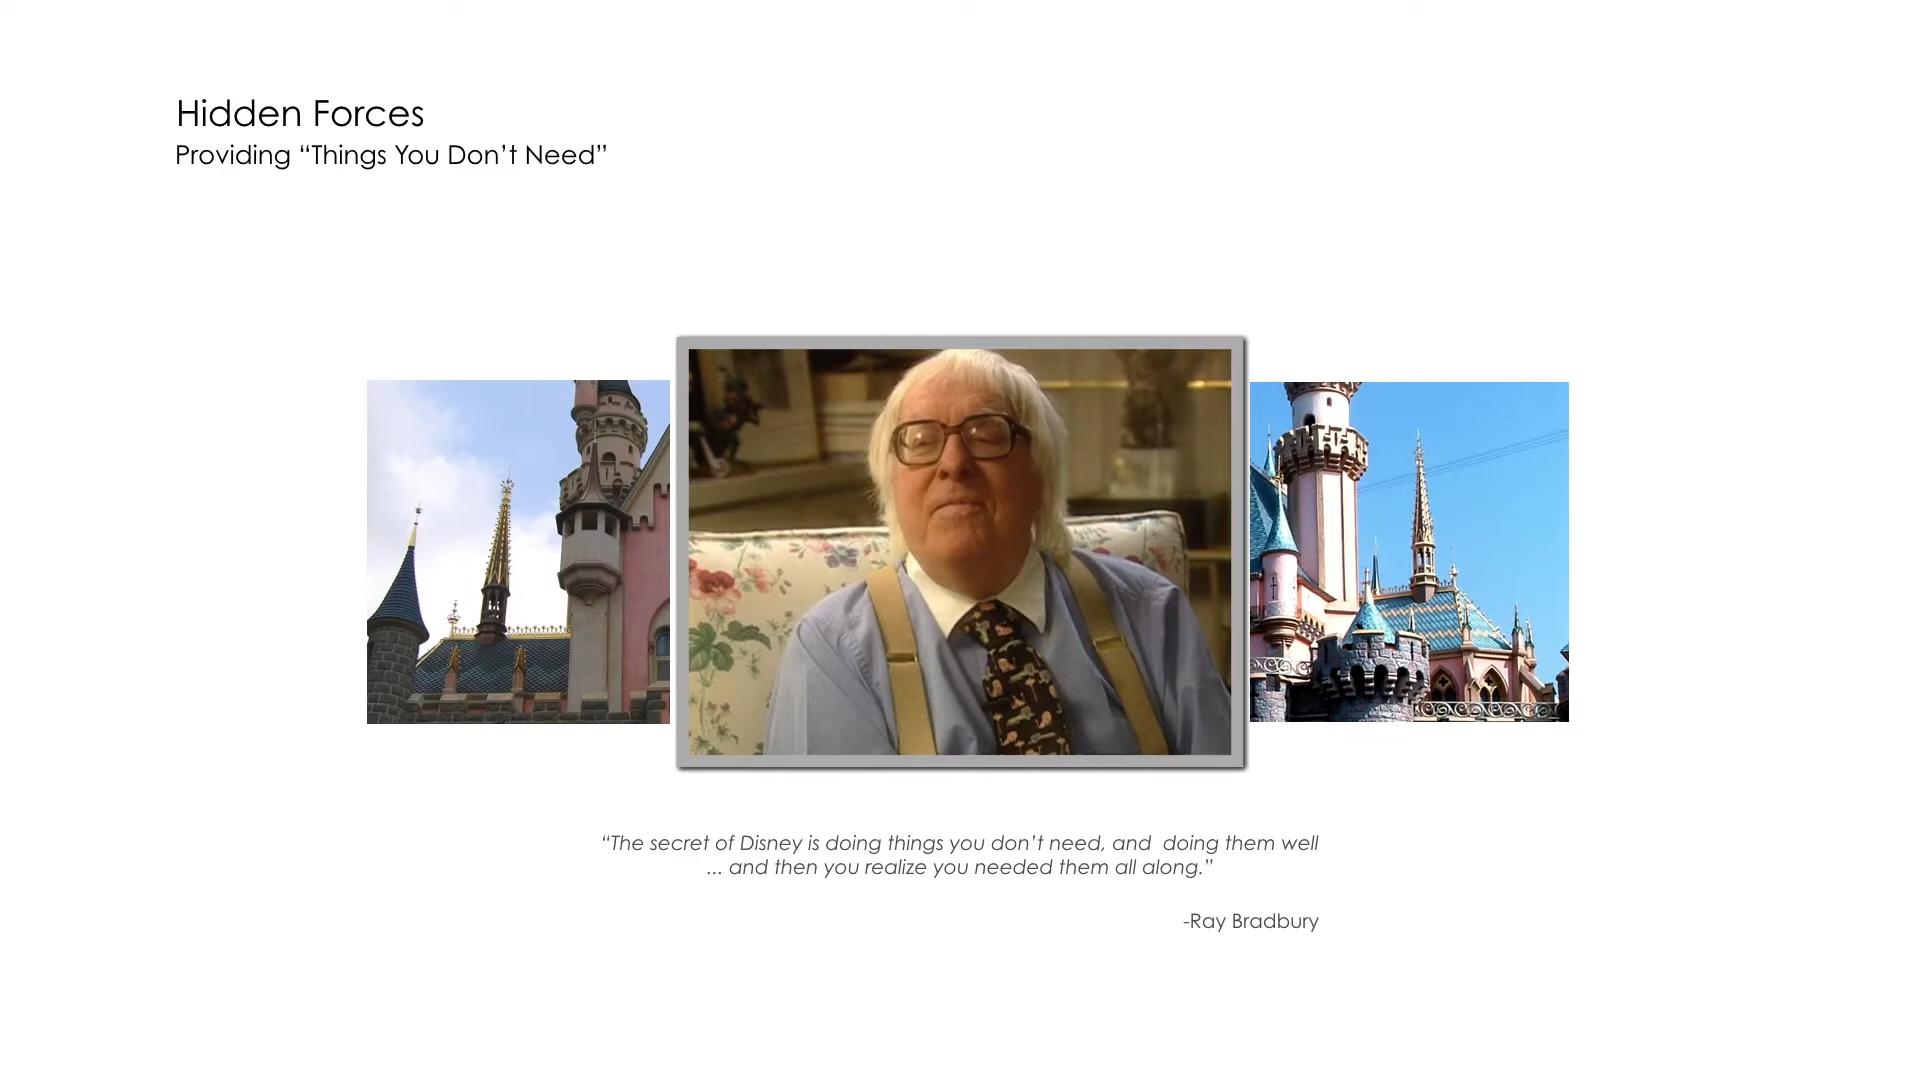 Hidden Forces
Providing “Things You Don’t Need”
“The secret of Disney is doing things you don’t need, and  doing them well
... and then you realize you needed them all along.”
-Ray Bradbury